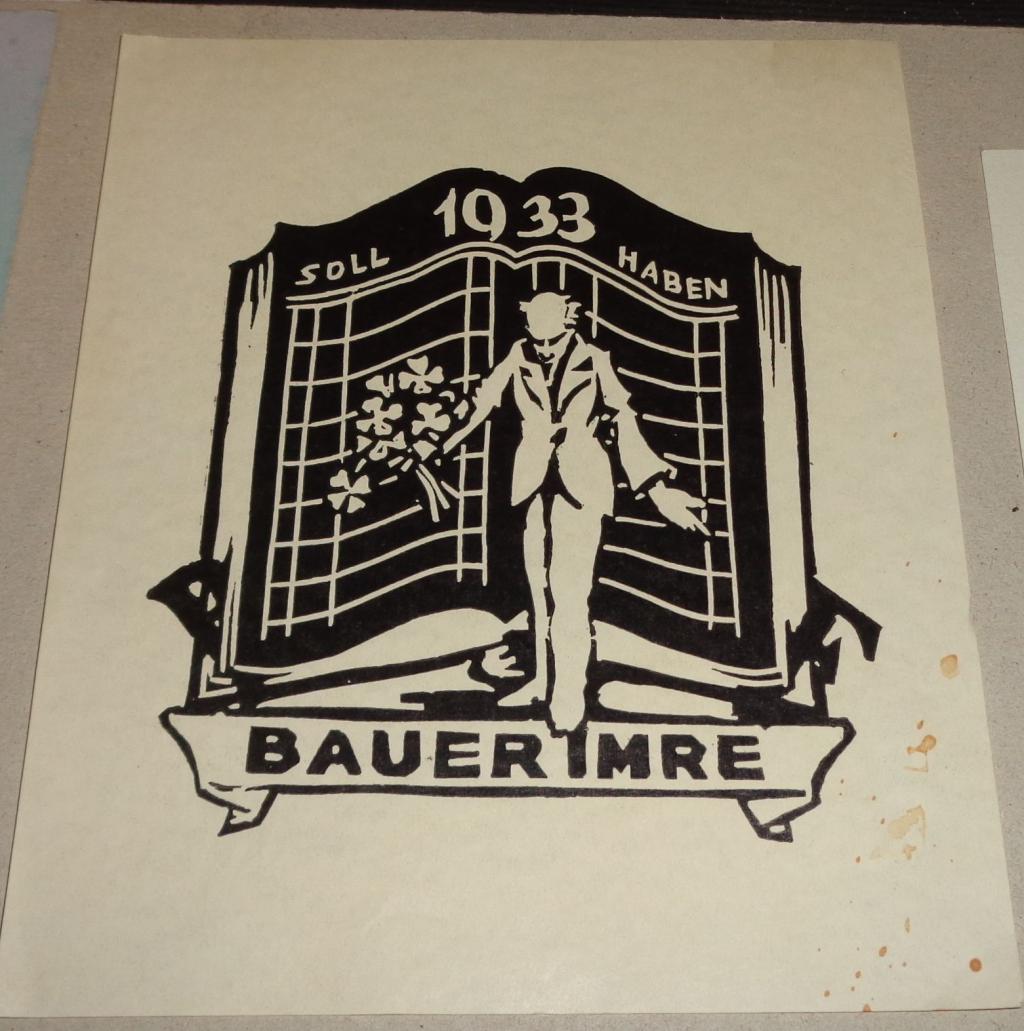 1933
SOLL HABEN
BAUER IMRE